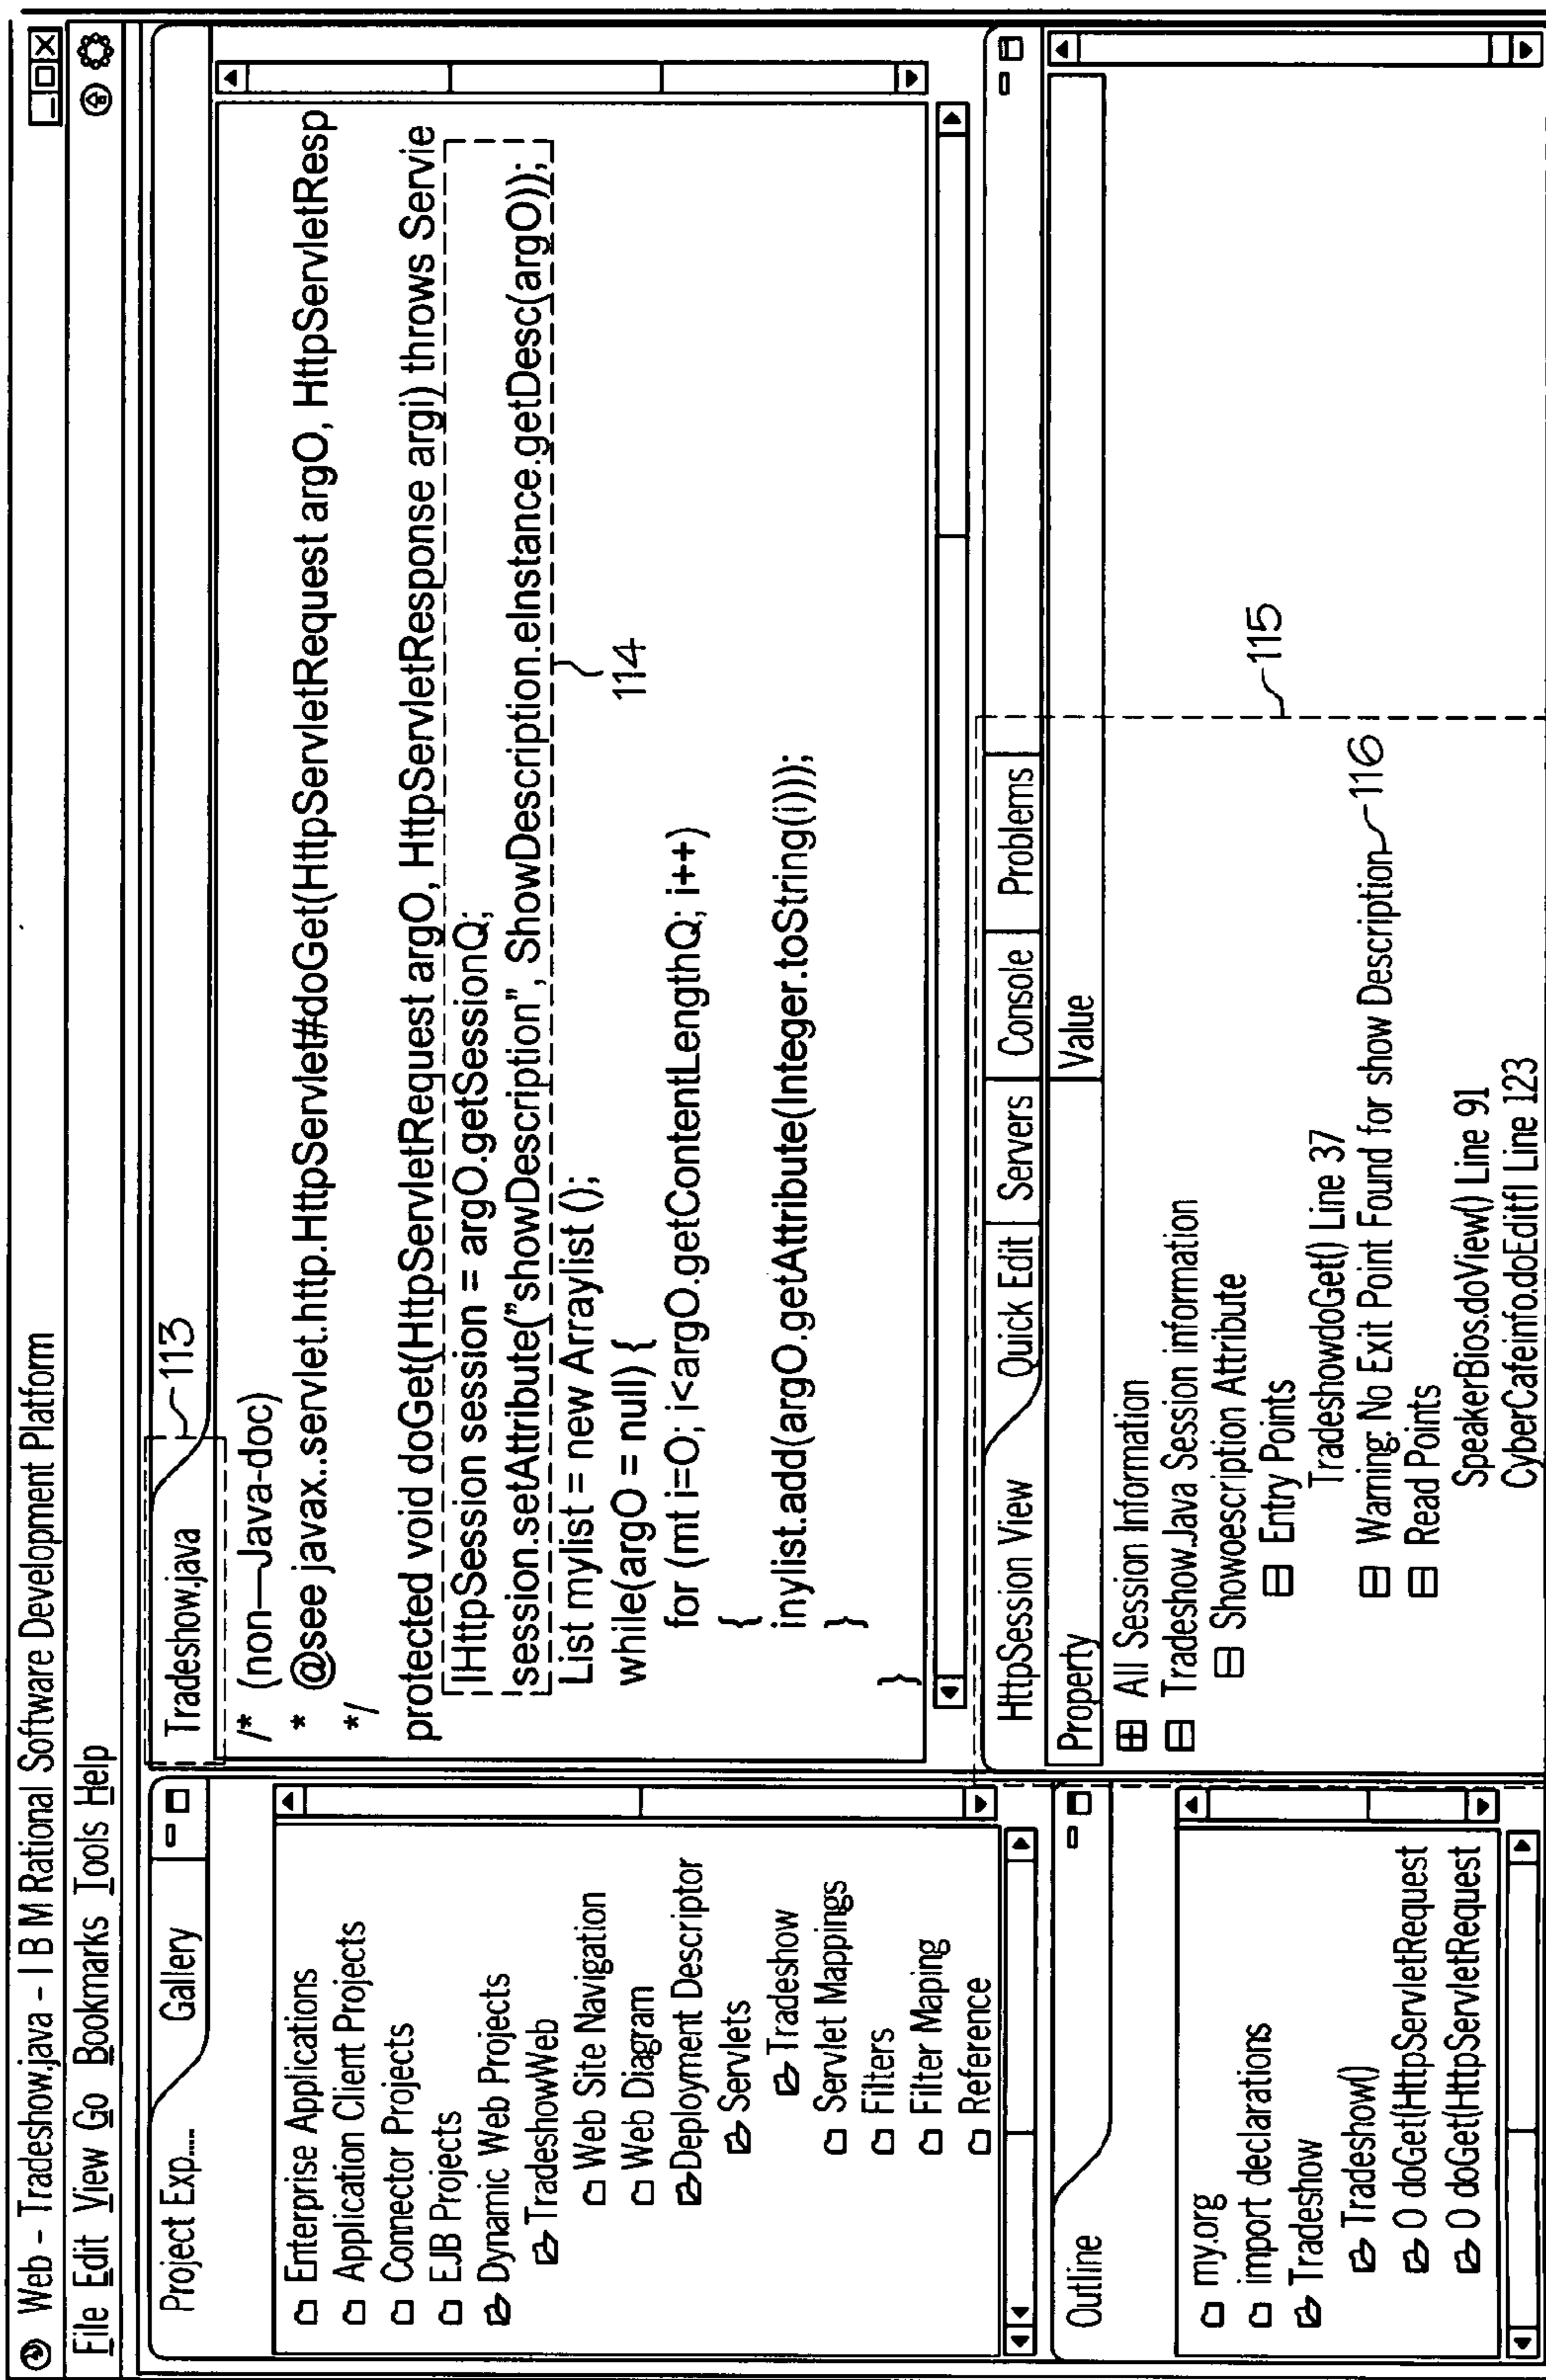 Web - Tradeshow.java - I B M Rational Software Development Platform
File Edit View Go Bookmarks Tools Help
Project Exp.... Gallery
Enterprise Applications
Application Client Projects
Connector Projects
EJB Projects
Dynamic Web Projects
TradeshowWeb
Web Site Navigation
Web Diagram
Deployment Descriptor
Servlets
Tradeshow
Servlet Mappings
Filters
Filter Maping
Reference
Outline
my.org
import declarations
Tradeshow
Tradeshow()
O doGet(HttpServletRequest
O doGet(HttpServletRequest
Tradeshow.java
113
/* (non—Java-doc)
* @see javax..servlet.http.HttpServlet#doGet(HttpServletRequest argO, HttpServletResp
*/
protected void doGet(HttpServletRequest argO, HttpServletResponse argi) throws Servie
HttpSession session = argO.getSessionQ;
session.setAttribute("showDescription", ShowDescription.eInstance.getDesc(argO));
114
List mylist = new Arraylist ();
while(argO = null) {
for (mt i=O; i<argO.getContentLengthQ; i++)
{
inylist.add(argO.getAttribute(Integer.toString(i)));
}
}
HttpSession View Quick Edit Servers Console Problems
Property Value
All Session Information
Tradeshow.Java Session information
Showoescription Attribute
Entry Points
TradeshowdoGet() Line 37
Warning: No Exit Point Found for show Description
116
Read Points
SpeakerBios.doView() Line 91
CyberCafeinfo.doEditfl Line 123
115